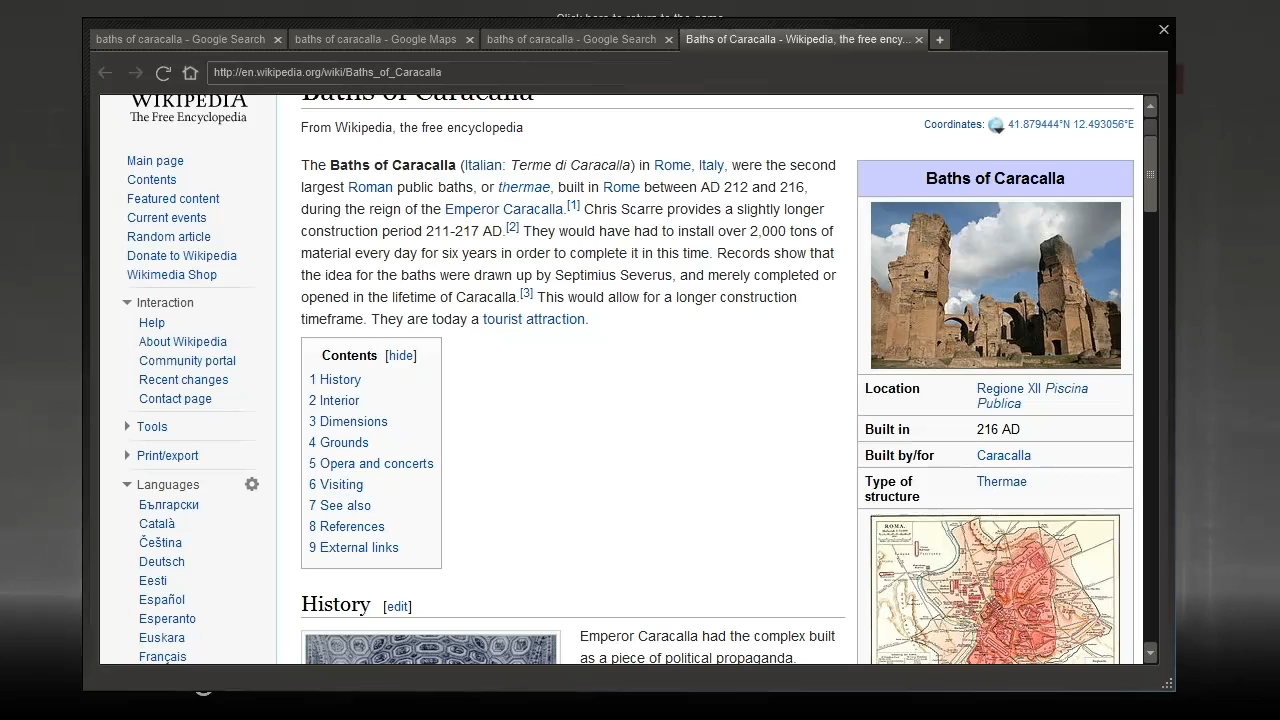 Click here to return to the game
baths of caracalla - Google Search
baths of caracalla - Google Maps
baths of caracalla - Google Search
Baths of Caracalla - Wikipedia, the free ency...
http://en.wikipedia.org/wiki/Baths_of_Caracalla
WIKIPEDIA
The Free Encyclopedia
Main page
Contents
Featured content
Current events
Random article
Donate to Wikipedia
Wikimedia Shop
Interaction
Help
About Wikipedia
Community portal
Recent changes
Contact page
Tools
Print/export
Languages
Български
Català
Čeština
Deutsch
Eesti
Español
Esperanto
Euskara
Français
Baths of Caracalla
From Wikipedia, the free encyclopedia
Coordinates: 41.879444°N 12.493056°E
The Baths of Caracalla (Italian: Terme di Caracalla) in Rome, Italy, were the second
largest Roman public baths, or thermae, built in Rome between AD 212 and 216,
during the reign of the Emperor Caracalla.[1] Chris Scarre provides a slightly longer
construction period 211-217 AD.[2] They would have had to install over 2,000 tons of
material every day for six years in order to complete it in this time. Records show that
the idea for the baths were drawn up by Septimius Severus, and merely completed or
opened in the lifetime of Caracalla.[3] This would allow for a longer construction
timeframe. They are today a tourist attraction.
Contents [hide]
1 History
2 Interior
3 Dimensions
4 Grounds
5 Opera and concerts
6 Visiting
7 See also
8 References
9 External links
History [edit]
Emperor Caracalla had the complex built
as a piece of political propaganda.
Baths of Caracalla
Location Regione XII Piscina
Publica
Built in 216 AD
Built by/for Caracalla
Type of Thermae
structure
ROMA.